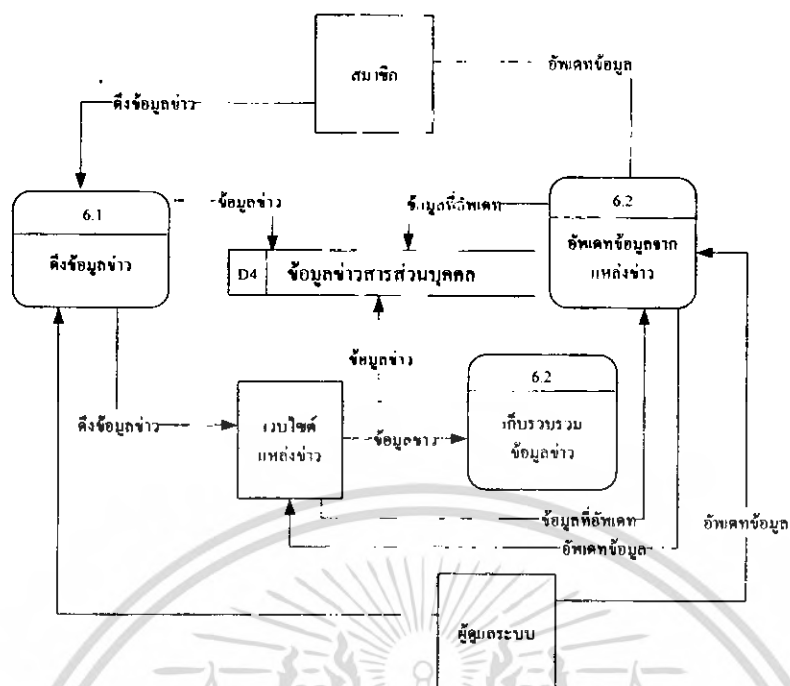 สมาชิก
อัพเดทข้อมูล
ดึงข้อมูลข่าว
6.1
ดึงข้อมูลข่าว
ข้อมูลข่าว
ข้อมูลที่อัพเดท
6.2
อัพเดทข้อมูลจาก
แหล่งข่าว
D4 ข้อมูลข่าวสารส่วนบุคคล
ข้อมูลข่าว
6.2
เก็บรวบรวม
ข้อมูลข่าว
ดึงข้อมูลข่าว
เวบไซต์
แหล่งข่าว
ข้อมูลข่าว
ข้อมูลที่อัพเดท
อัพเดทข้อมูล
อัพเดทข้อมูล
ผู้ดูแลระบบ